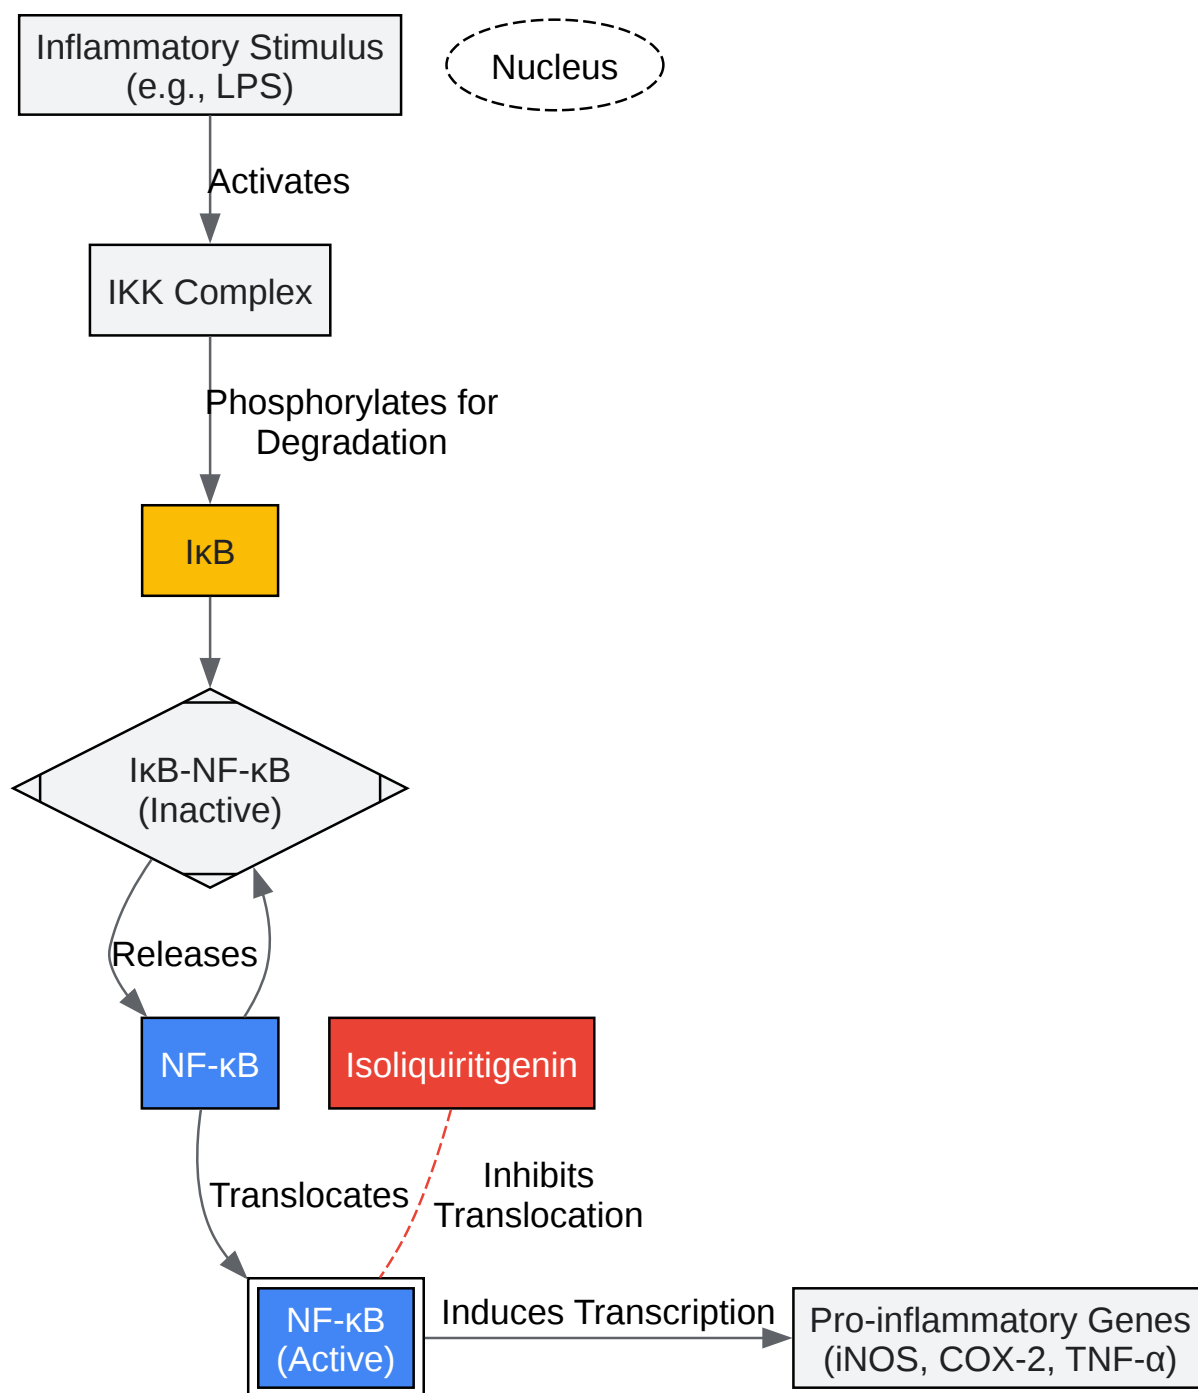 Inflammatory Stimulus
(e.g., LPS)
Nucleus
Activates
IKK Complex
Phosphorylates for
Degradation
IκB
IκB-NF-κB
(Inactive)
Releases
NF-κB
Isoliquiritigenin
Translocates
Inhibits
Translocation
NF-κB
(Active)
Induces Transcription
Pro-inflammatory Genes
(iNOS, COX-2, TNF-α)